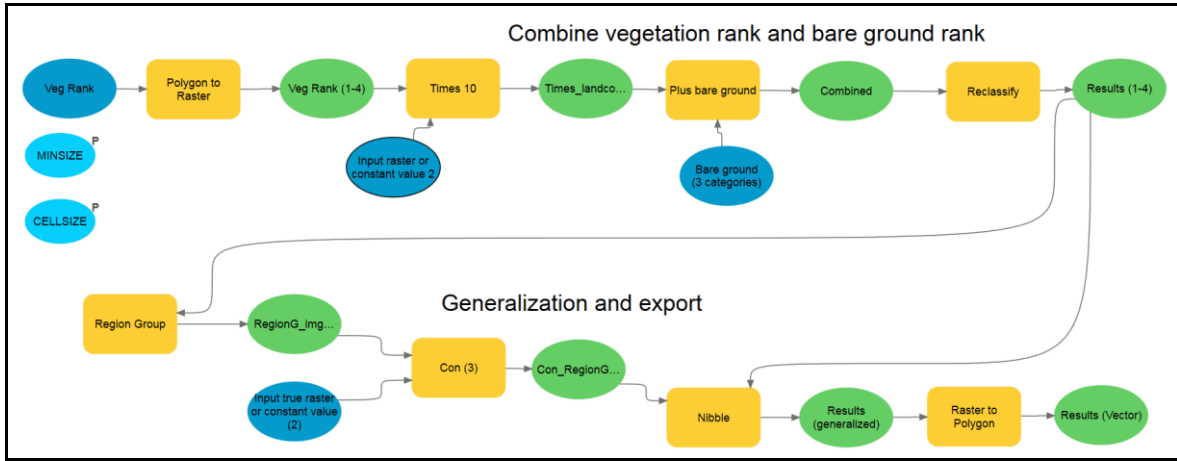 Combine vegetation rank and bare ground rank
Veg Rank
Polygon to
Raster
Veg Rank (1-4)
Times 10
Times_landco...
Plus bare ground
Combined
Reclassify
Results (1-4)
P
MINSIZE
Input raster or
constant value 2
Bare ground
(3 categories)
P
CELLSIZE
Generalization and export
Region Group
RegionG_img...
Con (3)
Con_RegionG...
Input true raster
or constant value
(2)
Nibble
Results
(generalized)
Raster to
Polygon
Results (Vector)